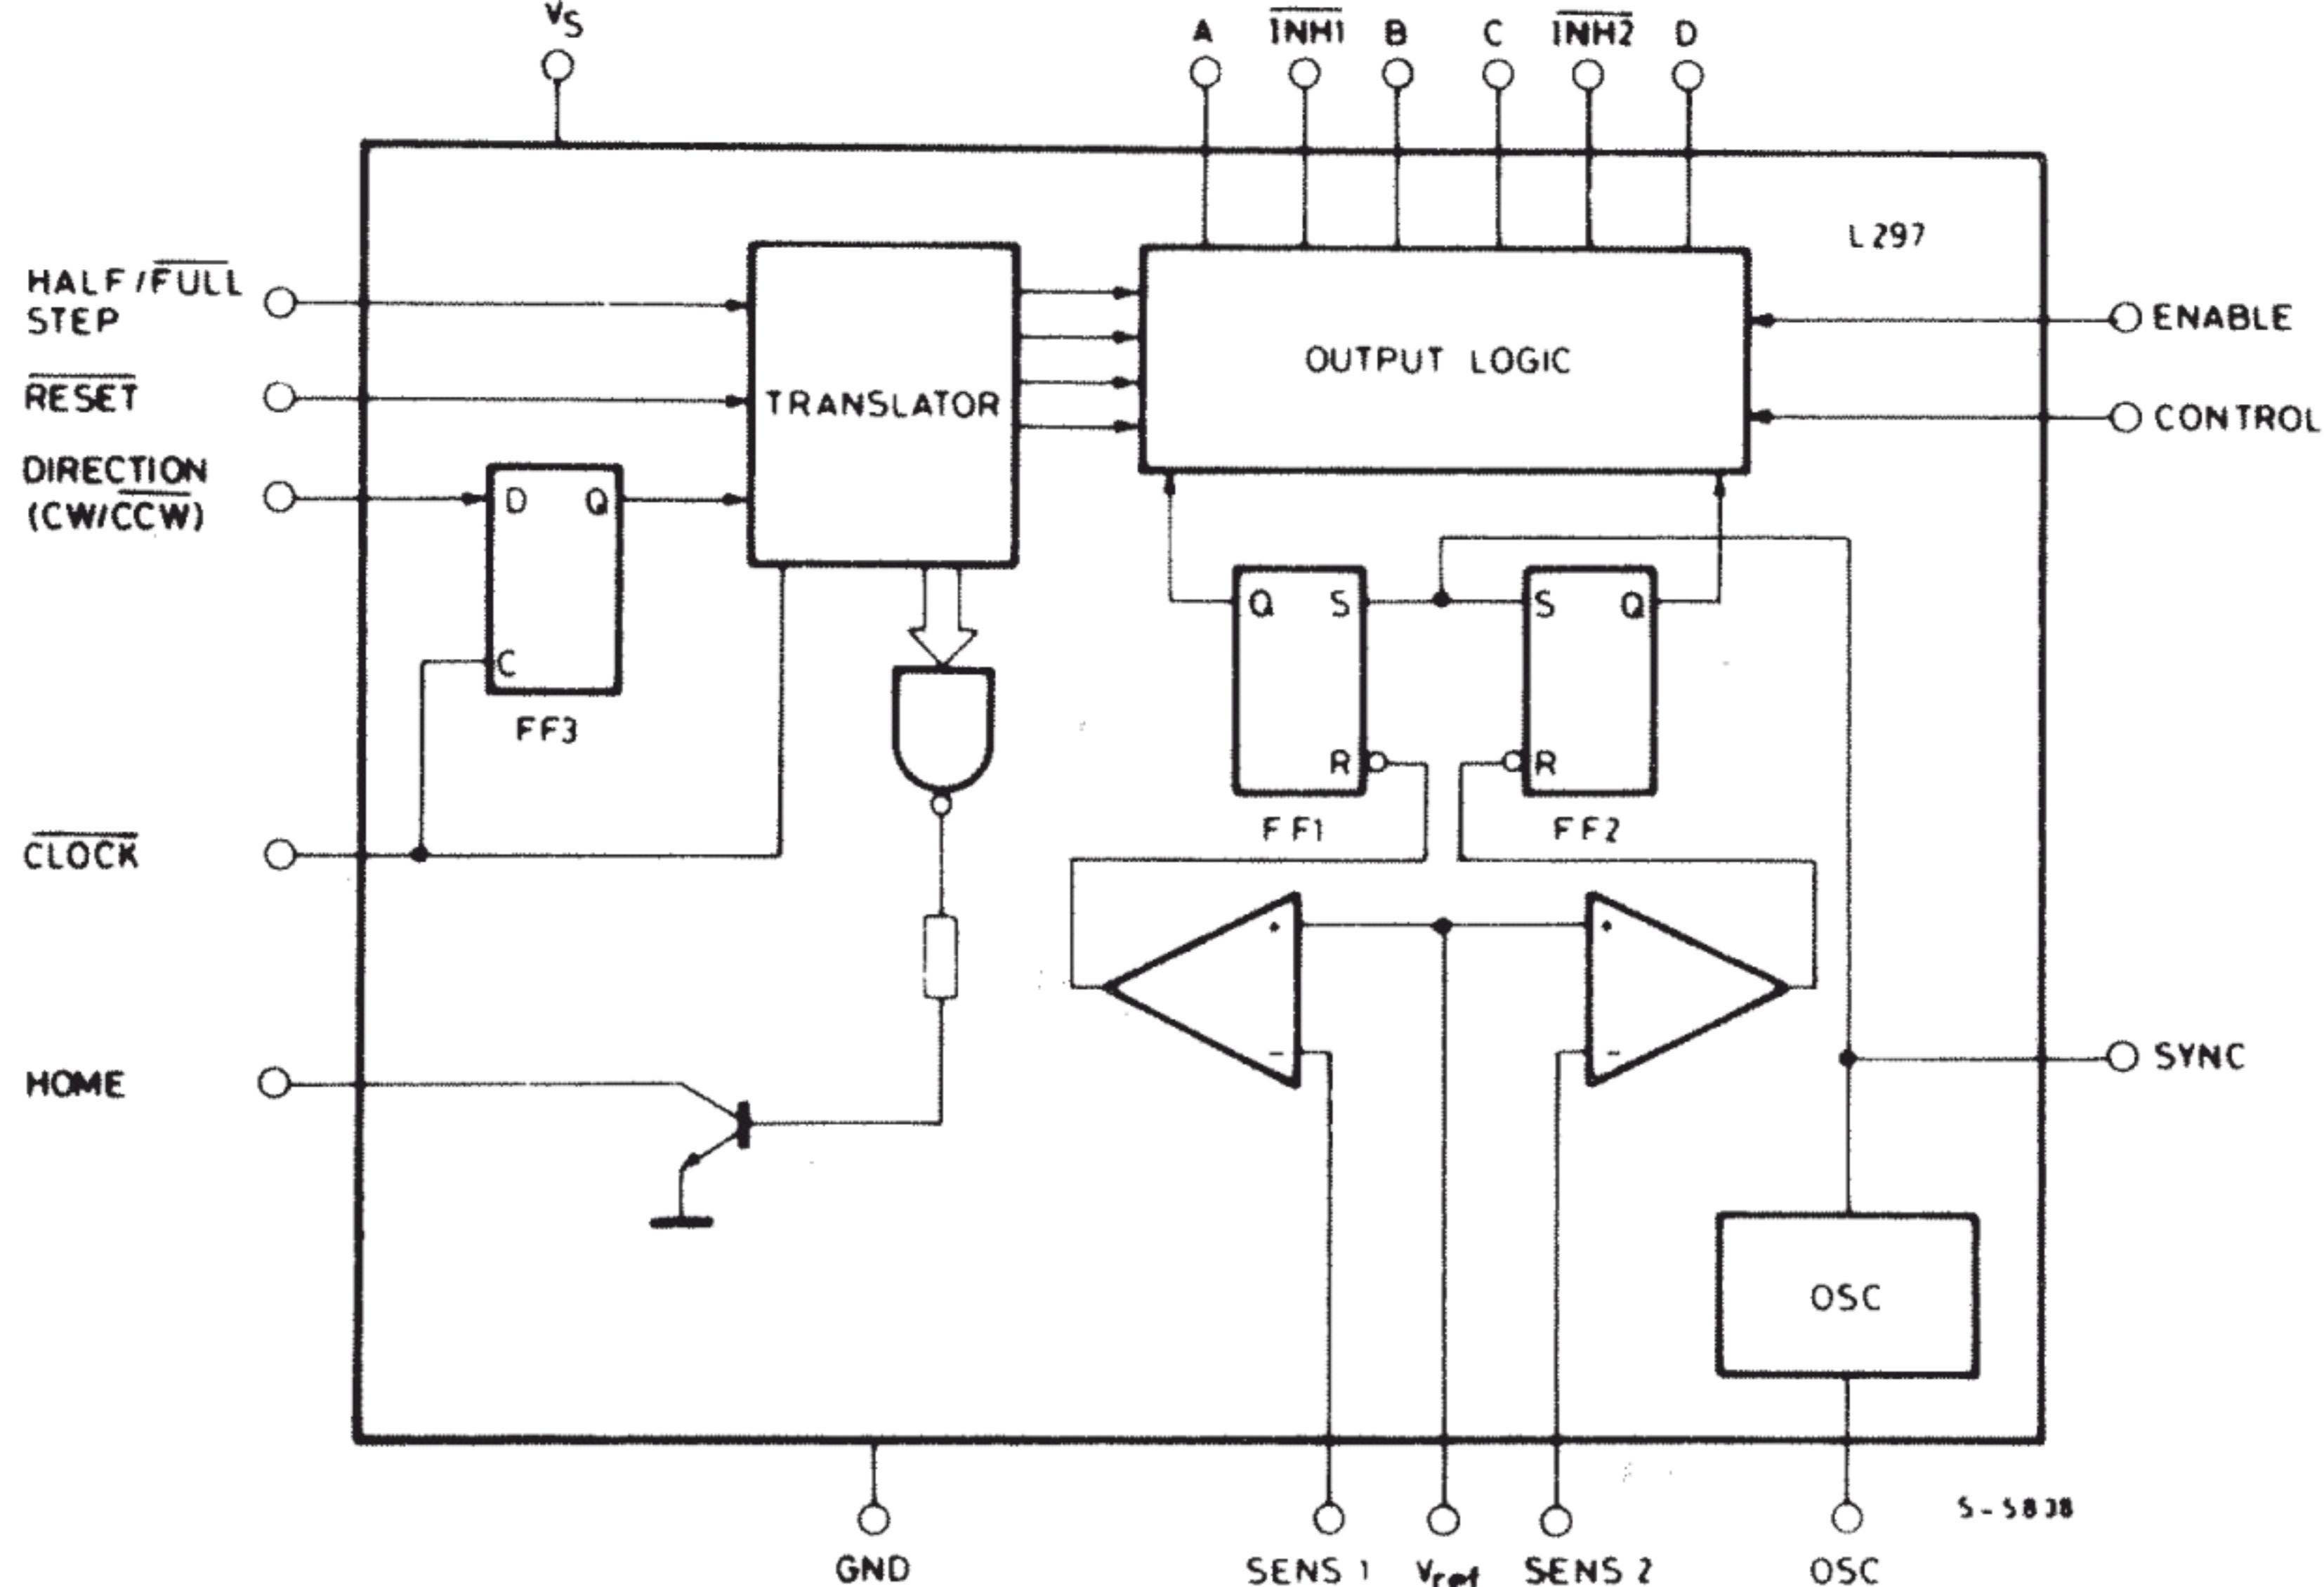 VS
A INH1 B C INH2 D
L297
HALF/FULL
STEP
RESET
DIRECTION
(CW/CCW)
CLOCK
HOME
TRANSLATOR
OUTPUT LOGIC
ENABLE
CONTROL
D Q
C
FF3
Q S
R
FF1
S Q
R
FF2
+
-
+
-
SYNC
OSC
GND
SENS 1
Vref
SENS 2
OSC